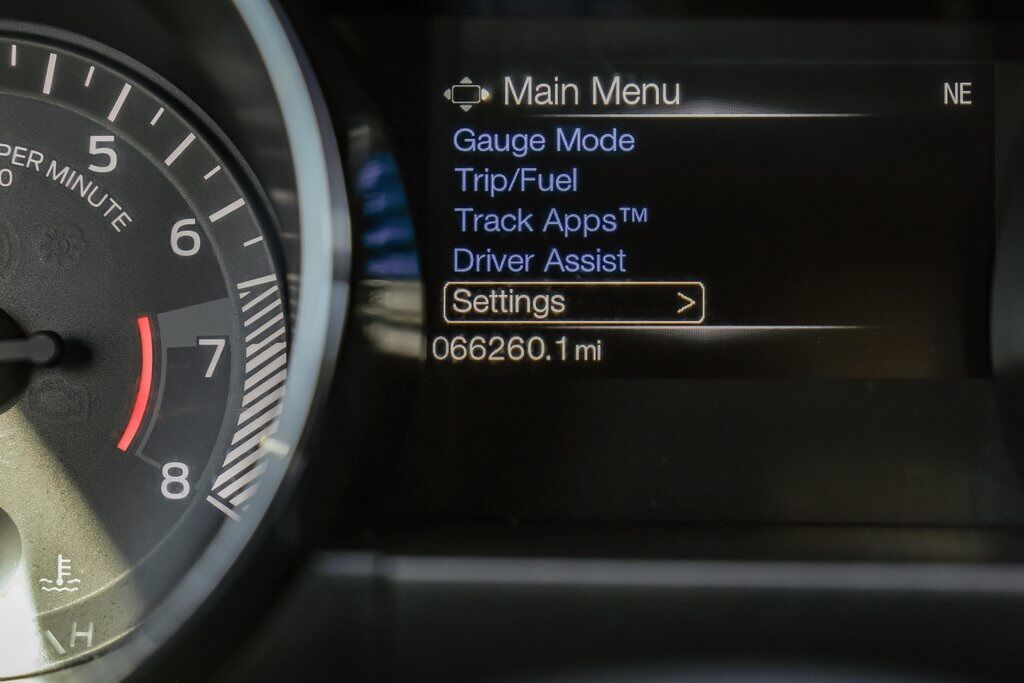 Main Menu
NE
Gauge Mode
Trip/Fuel
Track Apps™
Driver Assist
Settings >
066260.1 mi
5
PER MINUTE
0
6
7
8
H